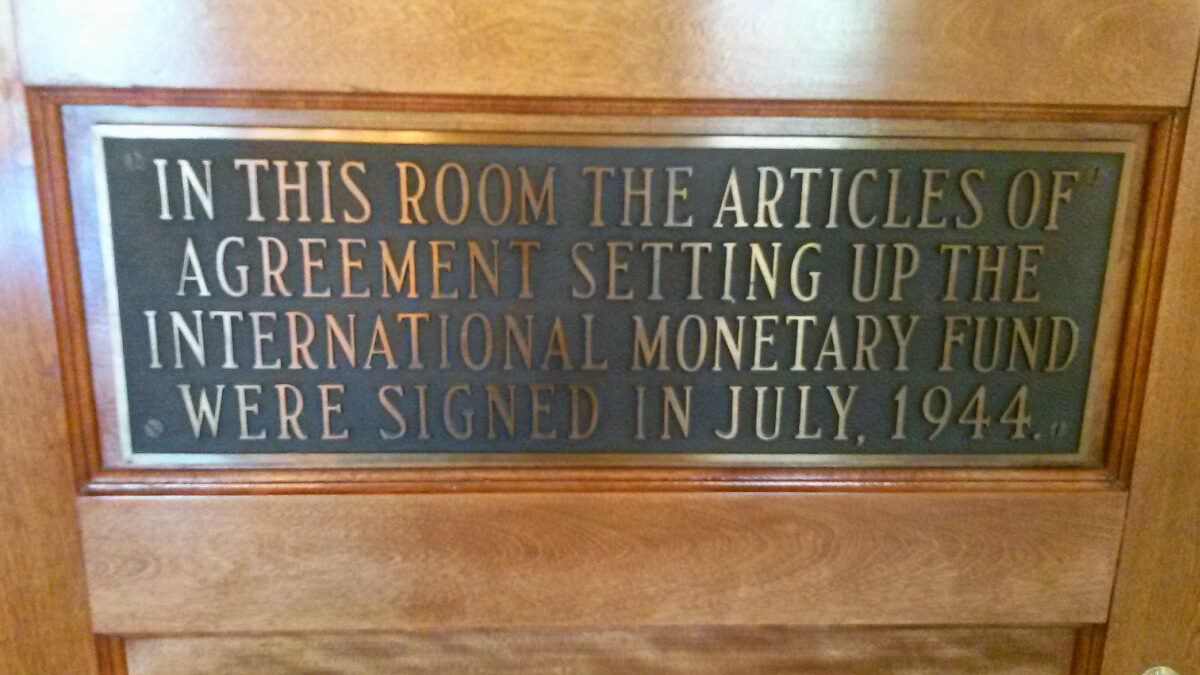 IN THIS ROOM THE ARTICLES OF
AGREEMENT SETTING UP THE
INTERNATIONAL MONETARY FUND
WERE SIGNED IN JULY, 1944.